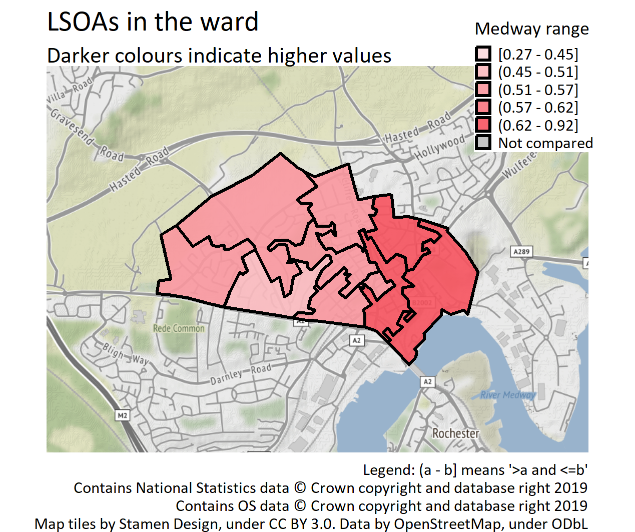 LSOAs in the ward
Darker colours indicate higher values
Medway range
[0.27 - 0.45]
(0.45 - 0.51]
(0.51 - 0.57]
(0.57 - 0.62]
(0.62 - 0.92]
Not compared
Villa Road
Gravesend Road
Hasted Road
Hasted Road
Hollywood
Wulfere
A289
Rede Common
Bligh Way
Darnley Road
A2
A2
A2
M2
River Medway
Rochester
Legend: (a - b] means '>a and <=b'
Contains National Statistics data © Crown copyright and database right 2019
Contains OS data © Crown copyright and database right 2019
Map tiles by Stamen Design, under CC BY 3.0. Data by OpenStreetMap, under ODbL